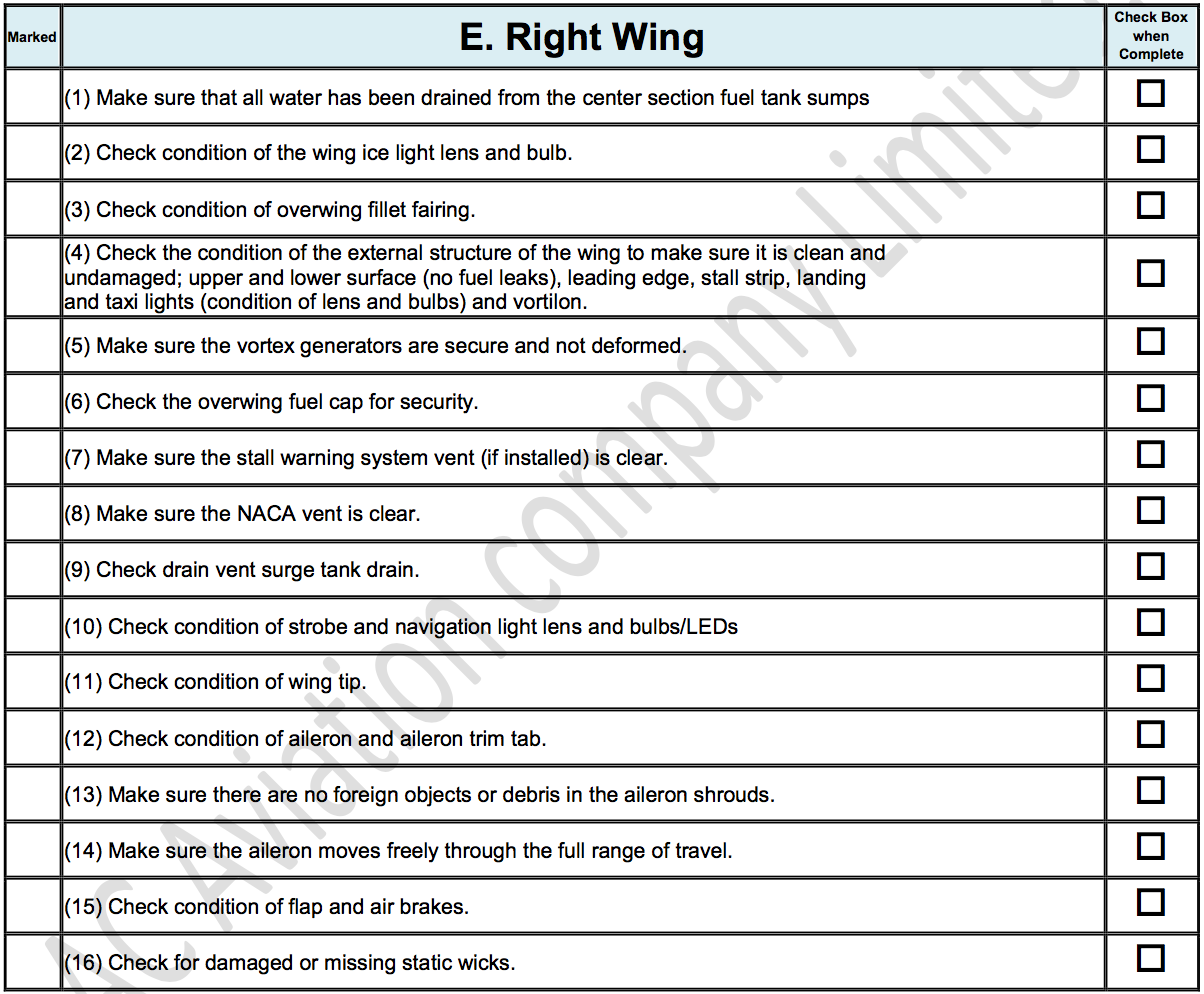 Marked
E. Right Wing
Check Box
when
Complete
(1) Make sure that all water has been drained from the center section fuel tank sumps
(2) Check condition of the wing ice light lens and bulb.
(3) Check condition of overwing fillet fairing.
(4) Check the condition of the external structure of the wing to make sure it is clean and
undamaged; upper and lower surface (no fuel leaks), leading edge, stall strip, landing
and taxi lights (condition of lens and bulbs) and vortilon.
(5) Make sure the vortex generators are secure and not deformed.
(6) Check the overwing fuel cap for security.
(7) Make sure the stall warning system vent (if installed) is clear.
(8) Make sure the NACA vent is clear.
(9) Check drain vent surge tank drain.
(10) Check condition of strobe and navigation light lens and bulbs/LEDs
(11) Check condition of wing tip.
(12) Check condition of aileron and aileron trim tab.
(13) Make sure there are no foreign objects or debris in the aileron shrouds.
(14) Make sure the aileron moves freely through the full range of travel.
(15) Check condition of flap and air brakes.
(16) Check for damaged or missing static wicks.
AC Aviation company Limite